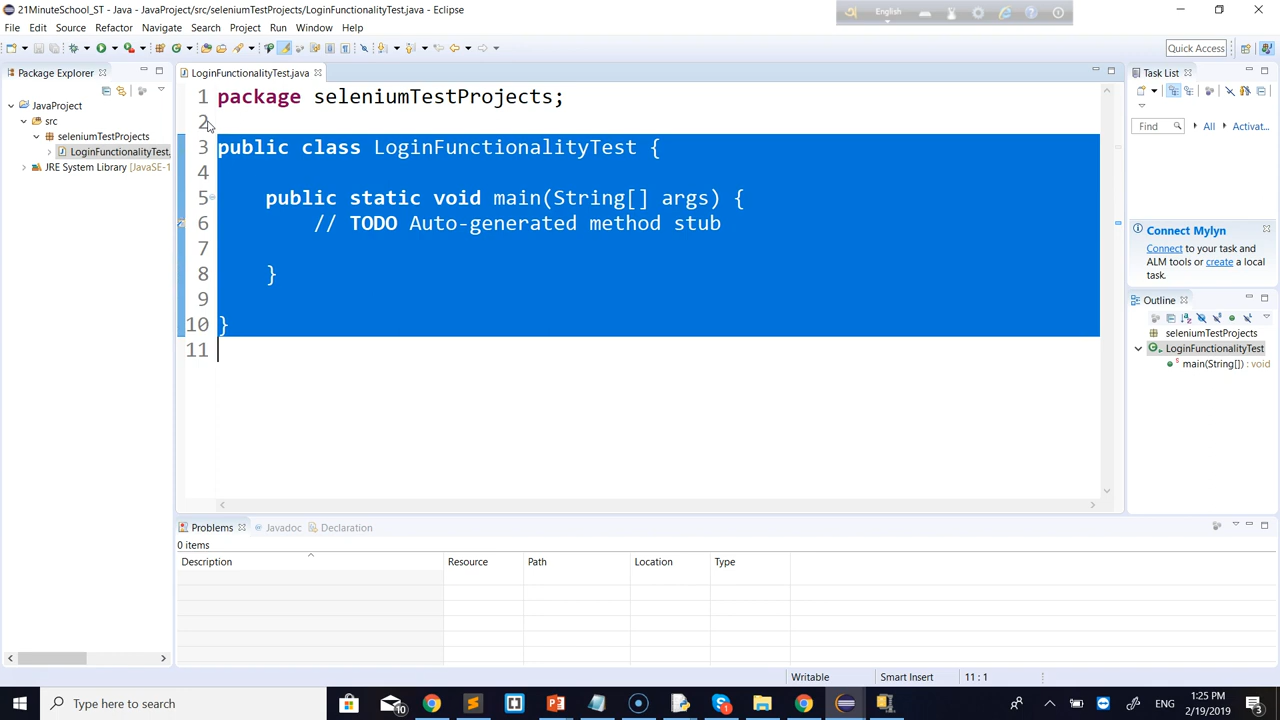 21MinuteSchool_ST - Java - JavaProject/src/seleniumTestProjects/LoginFunctionalityTest.java - Eclipse
English
File Edit Source Refactor Navigate Search Project Run Window Help
Quick Access
Package Explorer
JavaProject
src
seleniumTestProjects
LoginFunctionalityTest.
JRE System Library [JavaSE-1
LoginFunctionalityTest.java
1 package seleniumTestProjects;
2
3 public class LoginFunctionalityTest {
4
5 public static void main(String[] args) {
6 // TODO Auto-generated method stub
7
8 }
9
10 }
11
Task List
Find All Activat...
Connect Mylyn
Connect to your task and
ALM tools or create a local
task.
Outline
seleniumTestProjects
LoginFunctionalityTest
main(String[]) : void
Problems Javadoc Declaration
0 items
Description Resource Path Location Type
Writable Smart Insert 11 : 1
Type here to search
10
ENG
1:25 PM
2/19/2019
3